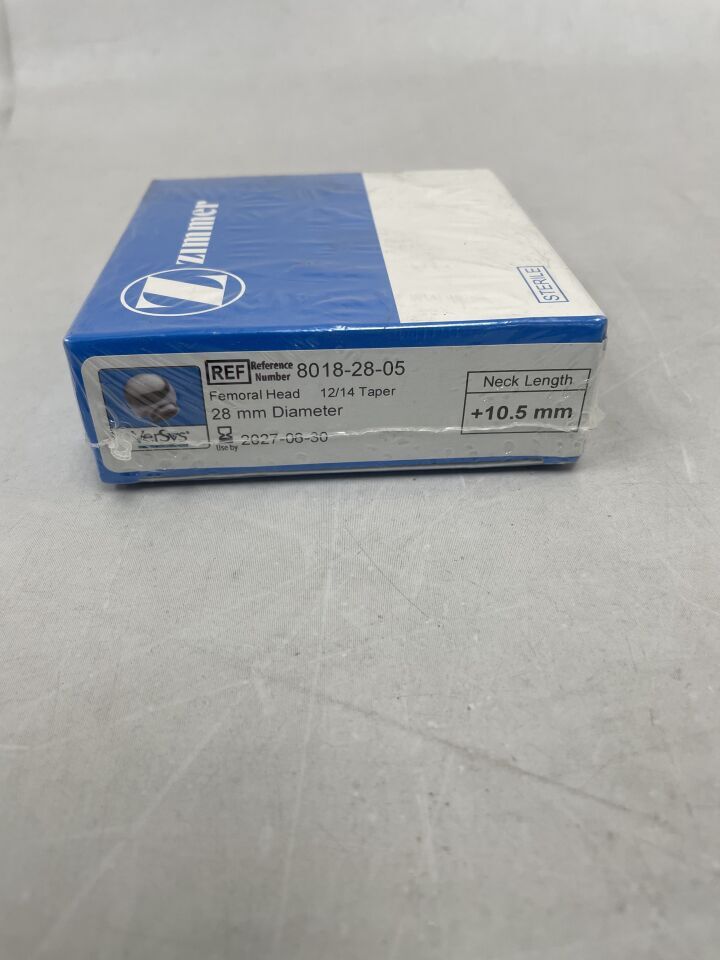 zimmer
Z
STERILE
REF Reference Number 8018-28-05
Femoral Head 12/14 Taper
28 mm Diameter
Use by 2027-08-30
VerSys
Neck Length
+10.5 mm